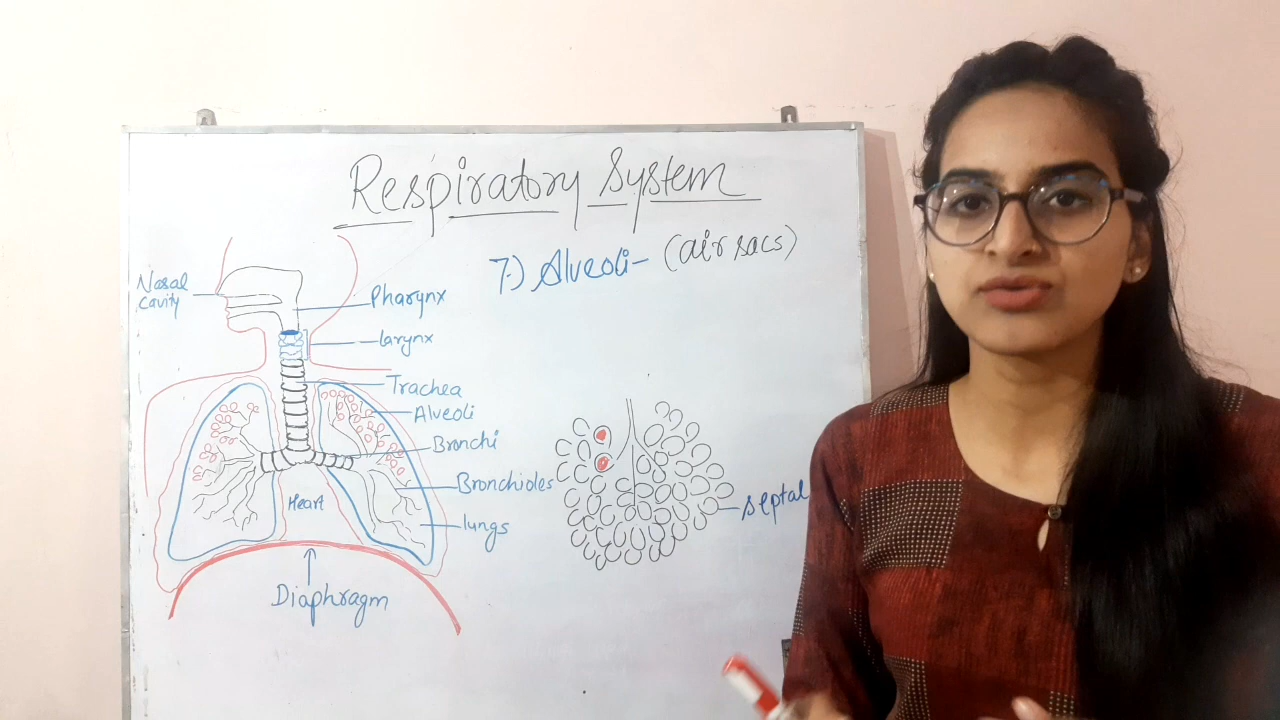 Respiratory System
7.) Alveoli- (air sacs)
Nasal
cavity
Pharynx
larynx
Trachea
Alveoli
Bronchi
Bronchioles
lungs
Heart
Diaphragm
septal